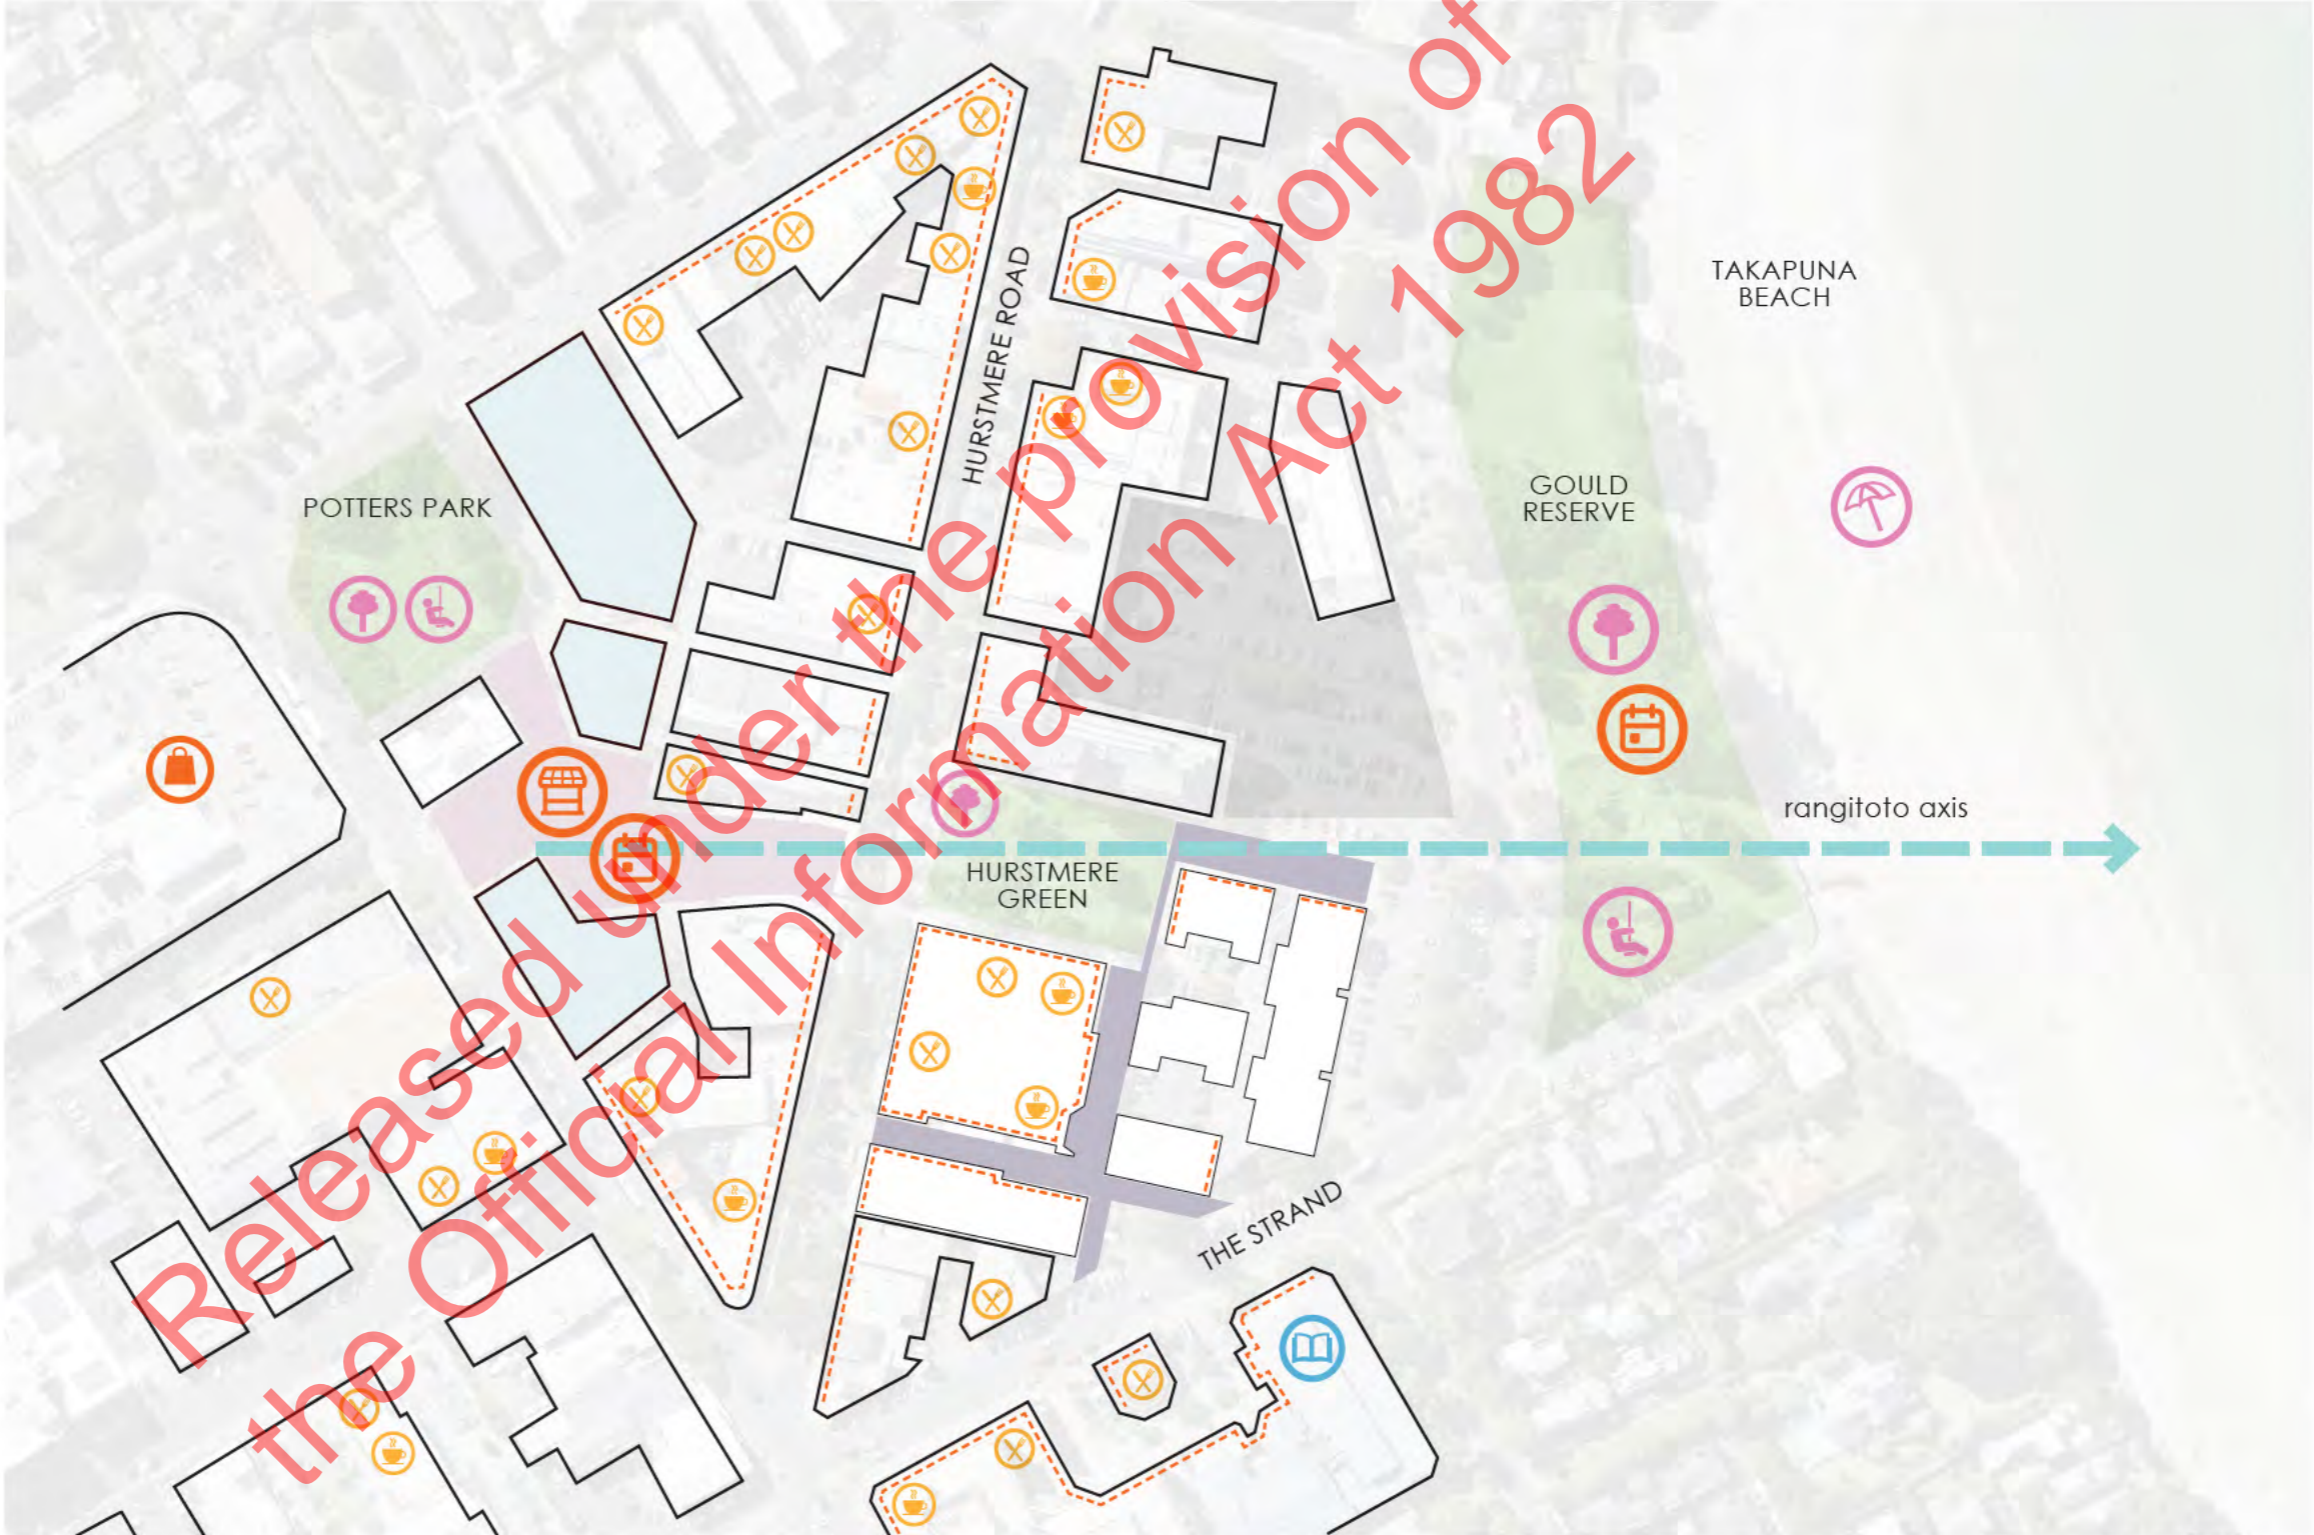 TAKAPUNA
BEACH
HURSTMERE ROAD
POTTERS PARK
GOULD
RESERVE
rangitoto axis
HURSTMERE
GREEN
THE STRAND
Released under the provision of
the Official Information Act 1982